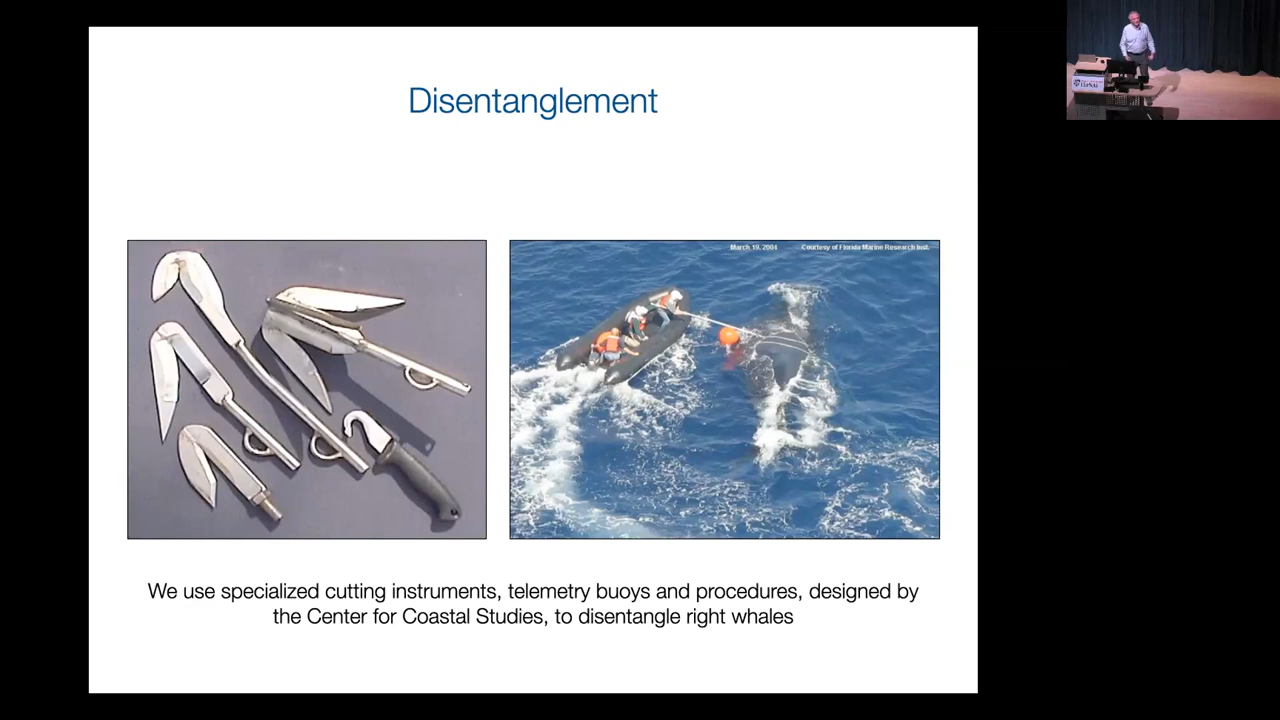 Disentanglement
March 19, 2004 Courtesy of Florida Marine Research Inst.
We use specialized cutting instruments, telemetry buoys and procedures, designed by
the Center for Coastal Studies, to disentangle right whales